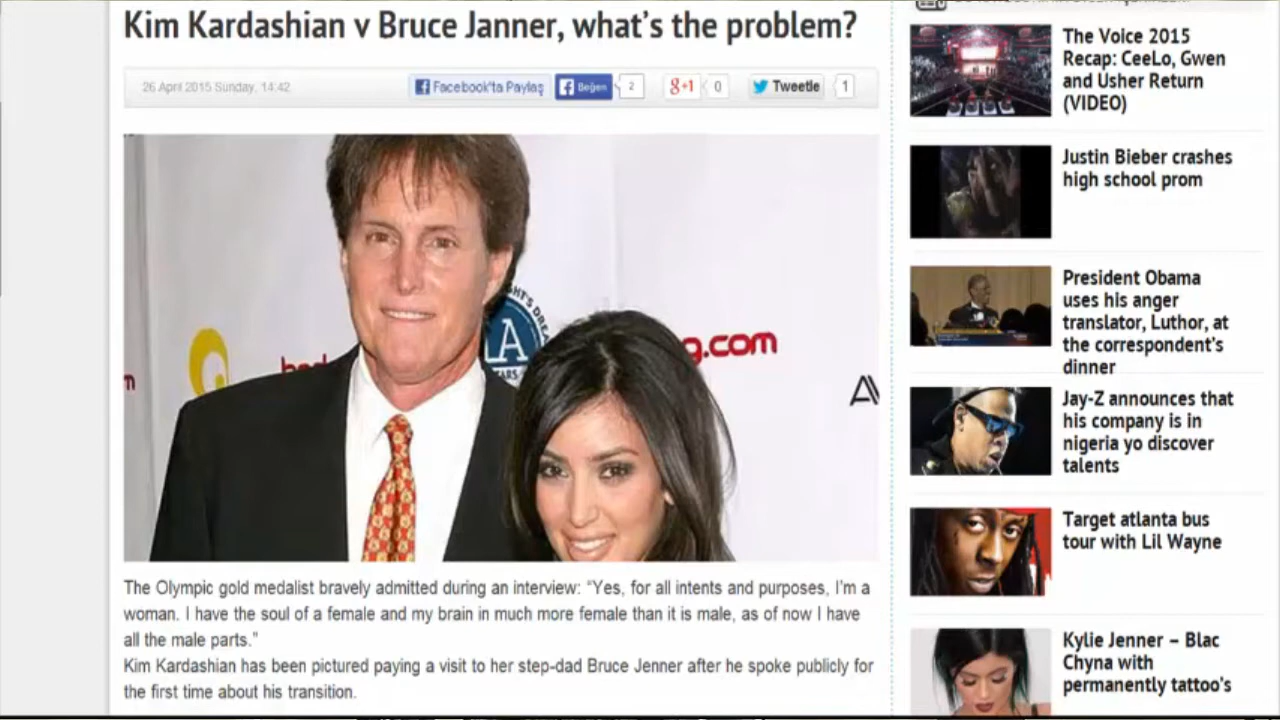 Kim Kardashian v Bruce Janner, what's the problem?
26 April 2015 Sunday, 14:42
Facebook'ta Paylaş
Beğen
2
g+1
0
Tweetle
1
HT'S DRE
A
g.com
m
The Olympic gold medalist bravely admitted during an interview: "Yes, for all intents and purposes, I'm a
woman. I have the soul of a female and my brain in much more female than it is male, as of now I have
all the male parts."
Kim Kardashian has been pictured paying a visit to her step-dad Bruce Jenner after he spoke publicly for
the first time about his transition.
The Voice 2015
Recap: CeeLo, Gwen
and Usher Return
(VIDEO)
Justin Bieber crashes
high school prom
President Obama
uses his anger
translator, Luthor, at
the correspondent's
dinner
Jay-Z announces that
his company is in
nigeria yo discover
talents
Target atlanta bus
tour with Lil Wayne
Kylie Jenner – Blac
Chyna with
permanently tattoo's